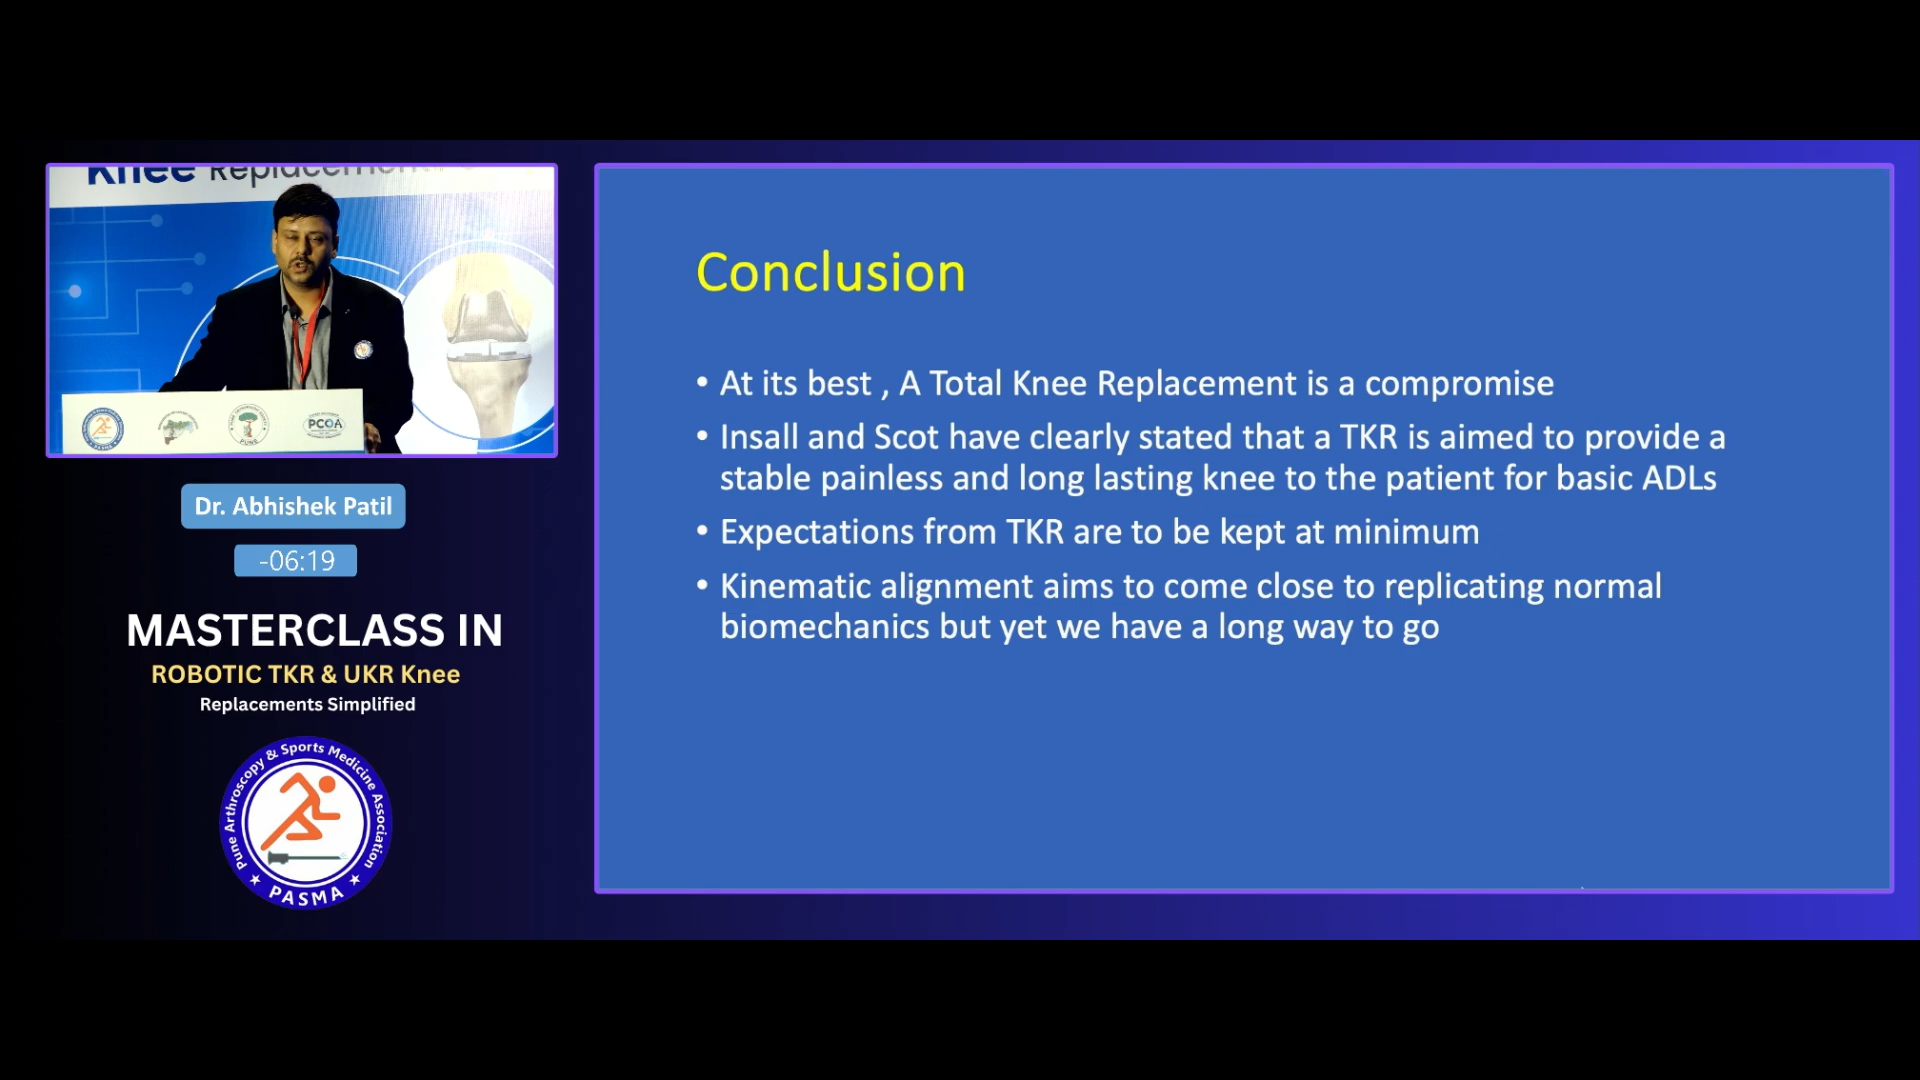 Knee Replacement
PCOA
PUNE
Dr. Abhishek Patil
-06:19
MASTERCLASS IN
ROBOTIC TKR & UKR Knee
Replacements Simplified
Pune Arthroscopy & Sports Medicine Association
PASMA
Conclusion
• At its best , A Total Knee Replacement is a compromise
• Insall and Scot have clearly stated that a TKR is aimed to provide a
stable painless and long lasting knee to the patient for basic ADLs
• Expectations from TKR are to be kept at minimum
• Kinematic alignment aims to come close to replicating normal
biomechanics but yet we have a long way to go